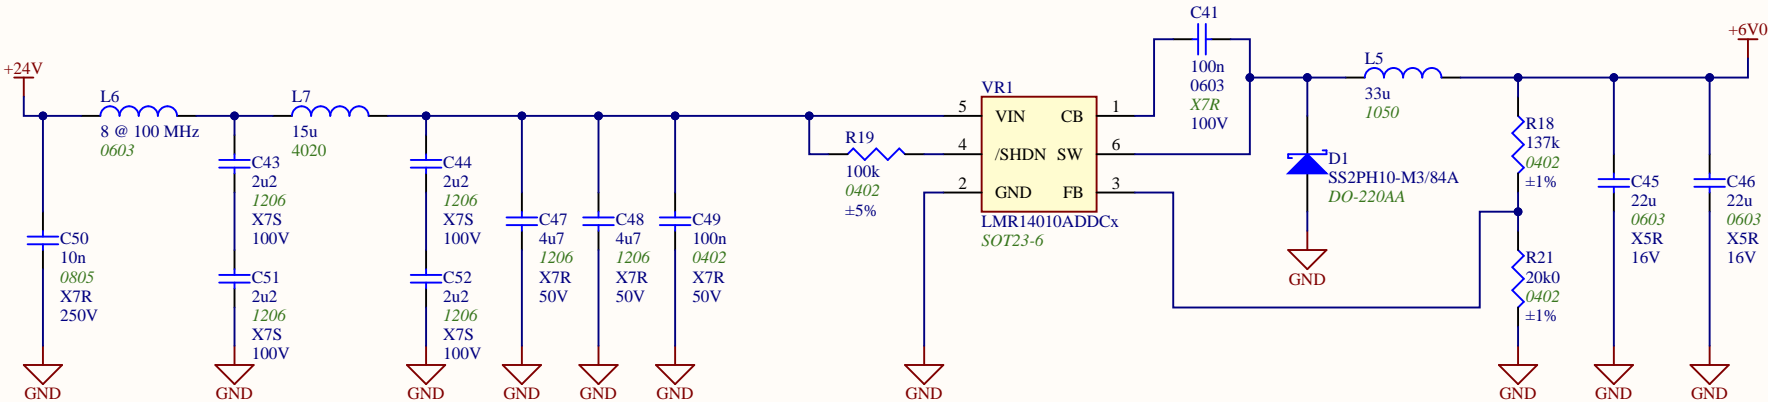 +24V
L6
8 @ 100 MHz
0603
L7
15u
4020
C50
10n
0805
X7R
250V
GND
C43
2u2
1206
X7S
100V
C51
2u2
1206
X7S
100V
GND
C44
2u2
1206
X7S
100V
C52
2u2
1206
X7S
100V
GND
C47
4u7
1206
X7R
50V
GND
C48
4u7
1206
X7R
50V
GND
C49
100n
0402
X7R
50V
GND
R19
100k
0402
±5%
VR1
5 VIN CB 1
4 /SHDN SW 6
2 GND FB 3
LMR14010ADDCx
SOT23-6
GND
C41
100n
0603
X7R
100V
D1
SS2PH10-M3/84A
DO-220AA
GND
L5
33u
1050
R18
137k
0402
±1%
R21
20k0
0402
±1%
GND
C45
22u
0603
X5R
16V
GND
C46
22u
0603
X5R
16V
GND
+6V0